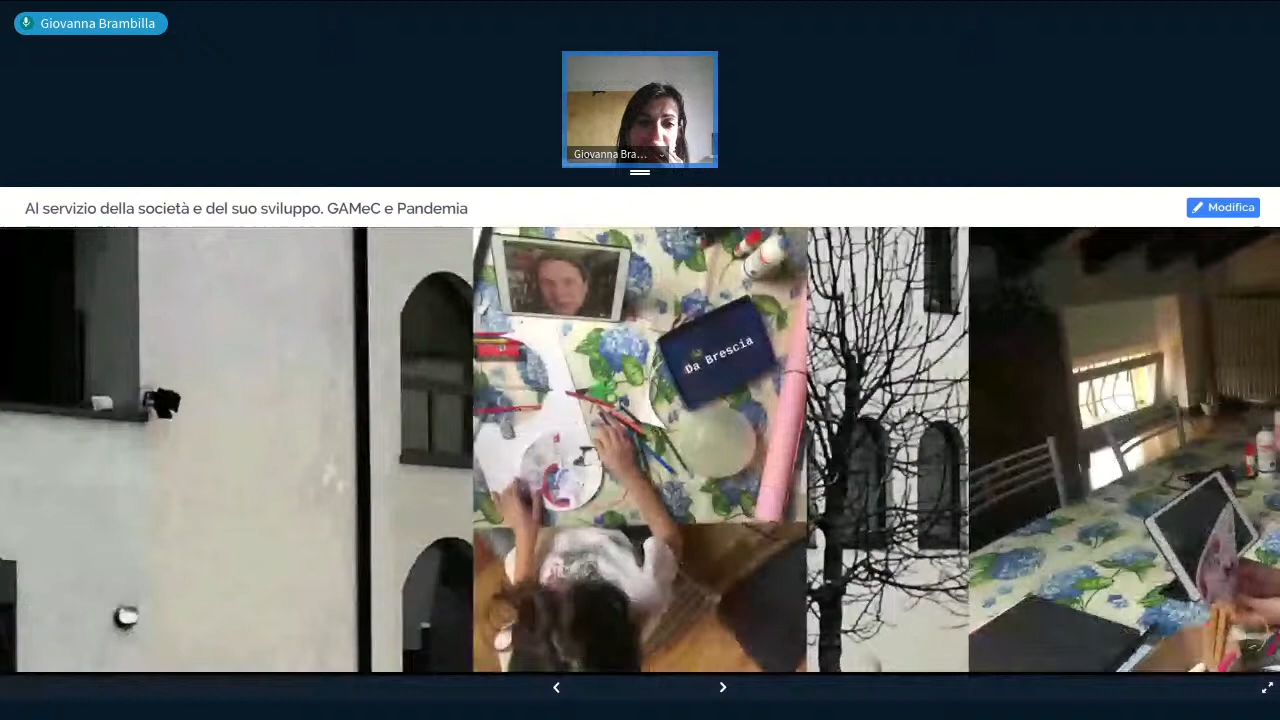 Giovanna Brambilla
Giovanna Bra...
Al servizio della società e del suo sviluppo. GAMeC e Pandemia
Modifica
Da Brescia